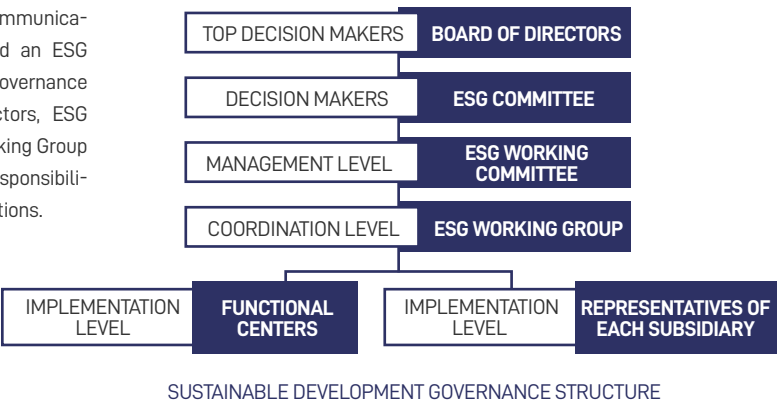 mmunica-
d an ESG
overnance
ctors, ESG
king Group
sponsibili-
tions.
TOP DECISION MAKERS
BOARD OF DIRECTORS
DECISION MAKERS
ESG COMMITTEE
MANAGEMENT LEVEL
ESG WORKING
COMMITTEE
COORDINATION LEVEL
ESG WORKING GROUP
IMPLEMENTATION
LEVEL
FUNCTIONAL
CENTERS
IMPLEMENTATION
LEVEL
REPRESENTATIVES OF
EACH SUBSIDIARY
SUSTAINABLE DEVELOPMENT GOVERNANCE STRUCTURE